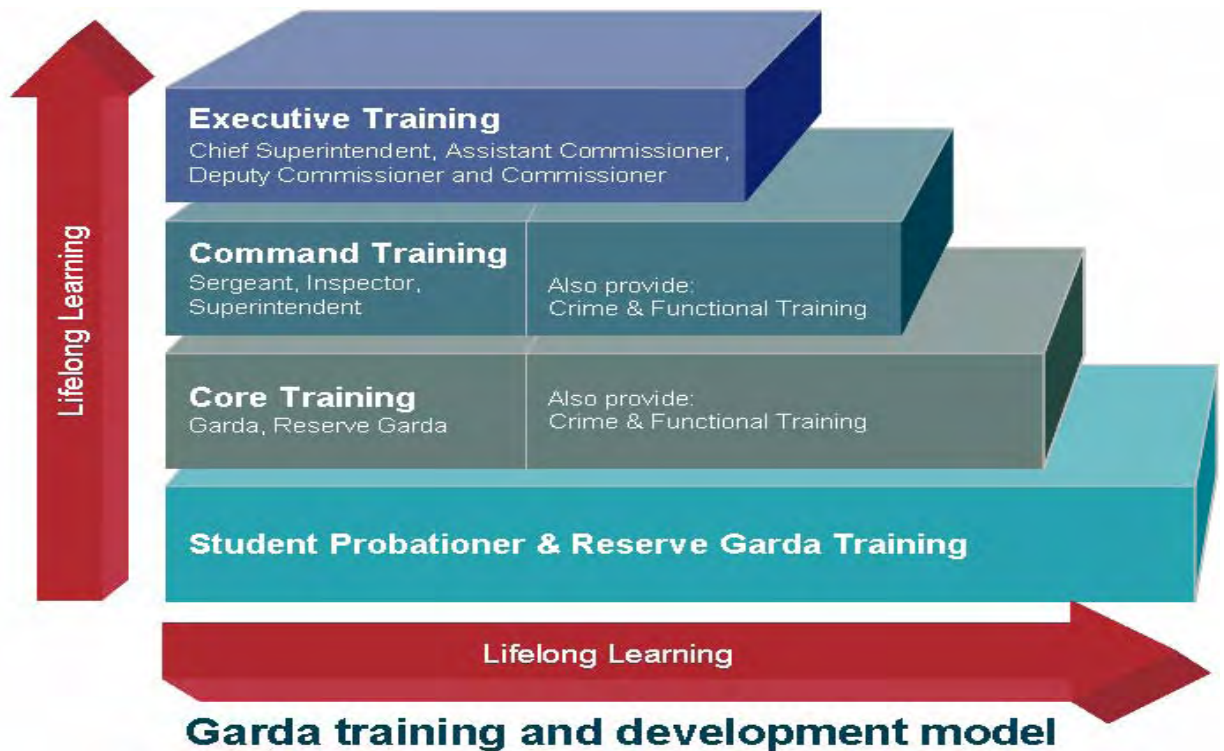 Executive Training
Chief Superintendent, Assistant Commissioner,
Deputy Commissioner and Commissioner
Command Training
Sergeant, Inspector,
Superintendent
Also provide:
Crime & Functional Training
Core Training
Garda, Reserve Garda
Also provide:
Crime & Functional Training
Student Probationer & Reserve Garda Training
Lifelong Learning
Lifelong Learning
Garda training and development model